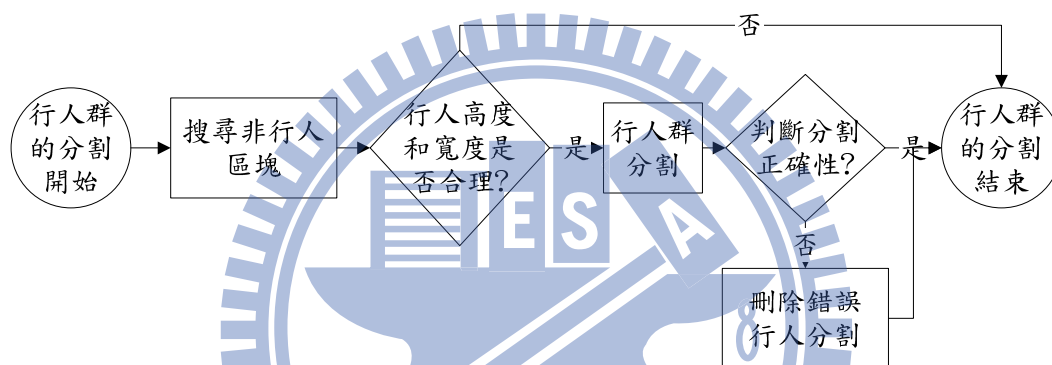 否
行人群
的分割
開始
搜尋非行人
區塊
行人高度
和寬度是
否合理?
是
行人群
分割
判斷分割
正確性?
是
行人群
的分割
結束
否
刪除錯誤
行人分割
E S A
8